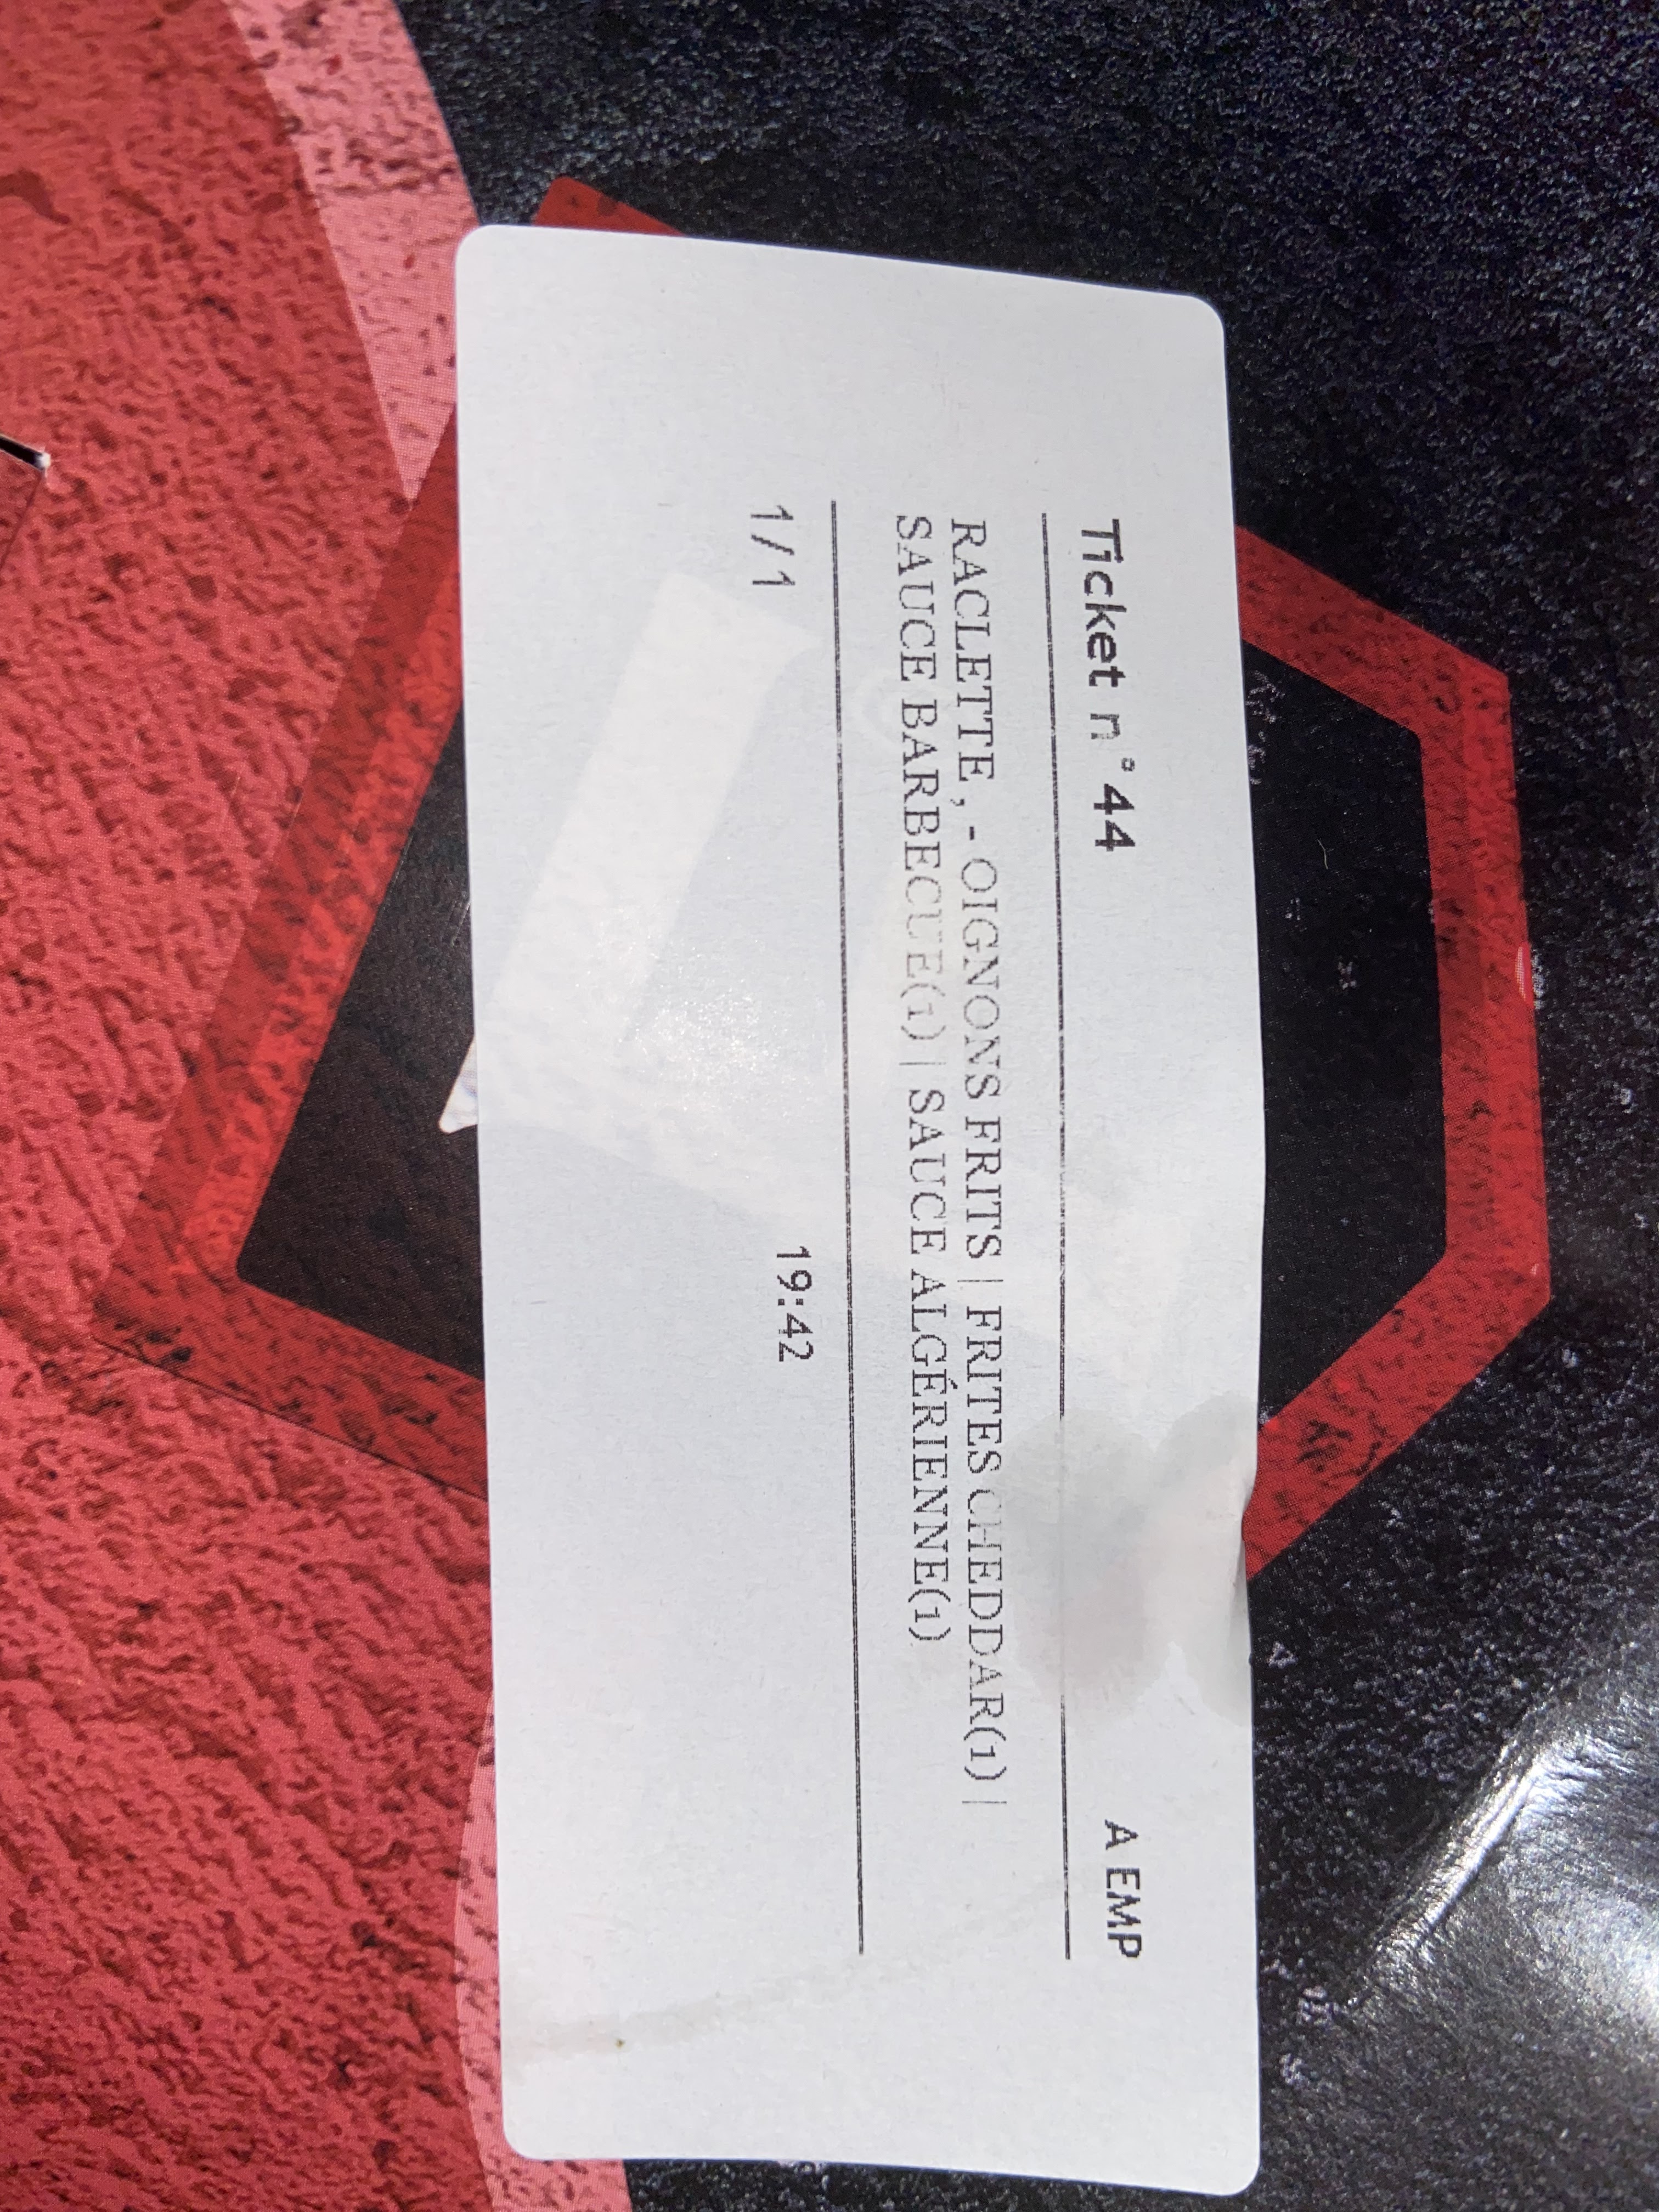 Ticket n°44 A EMP
RACLETTE , - OIGNONS FRITS | FRITES CHEDDAR(1) |
SAUCE BARBECUE(1) | SAUCE ALGÉRIENNE(1)
1/1 19:42